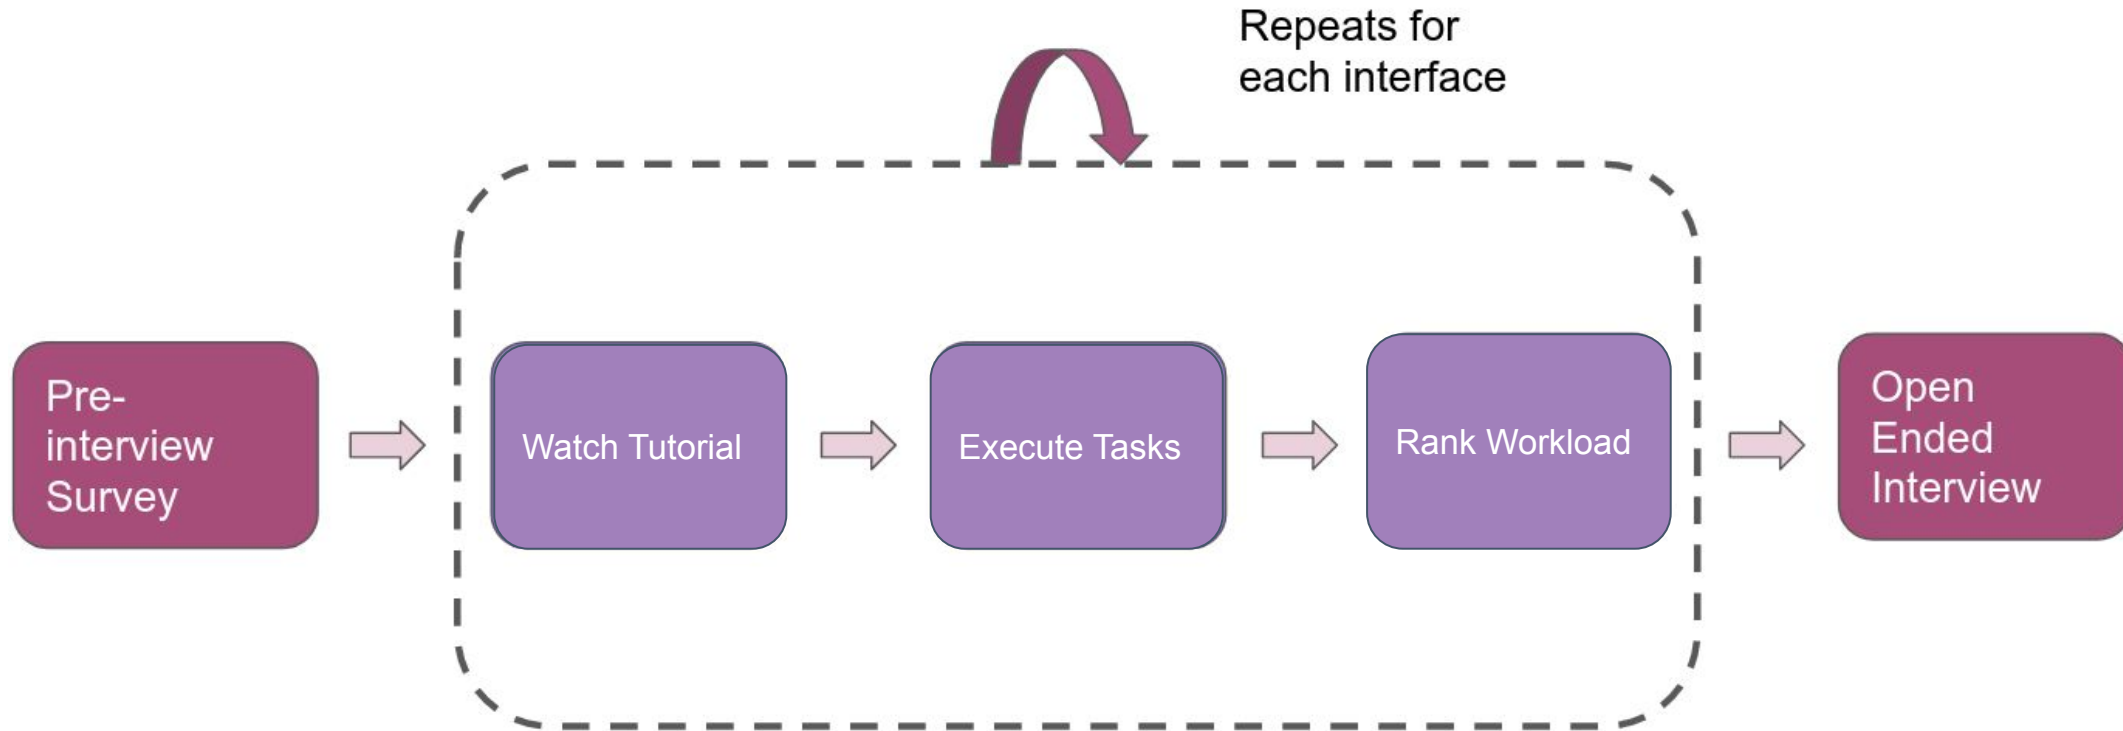 Repeats for
each interface
Pre-
interview
Survey
Watch Tutorial
Execute Tasks
Rank Workload
Open
Ended
Interview